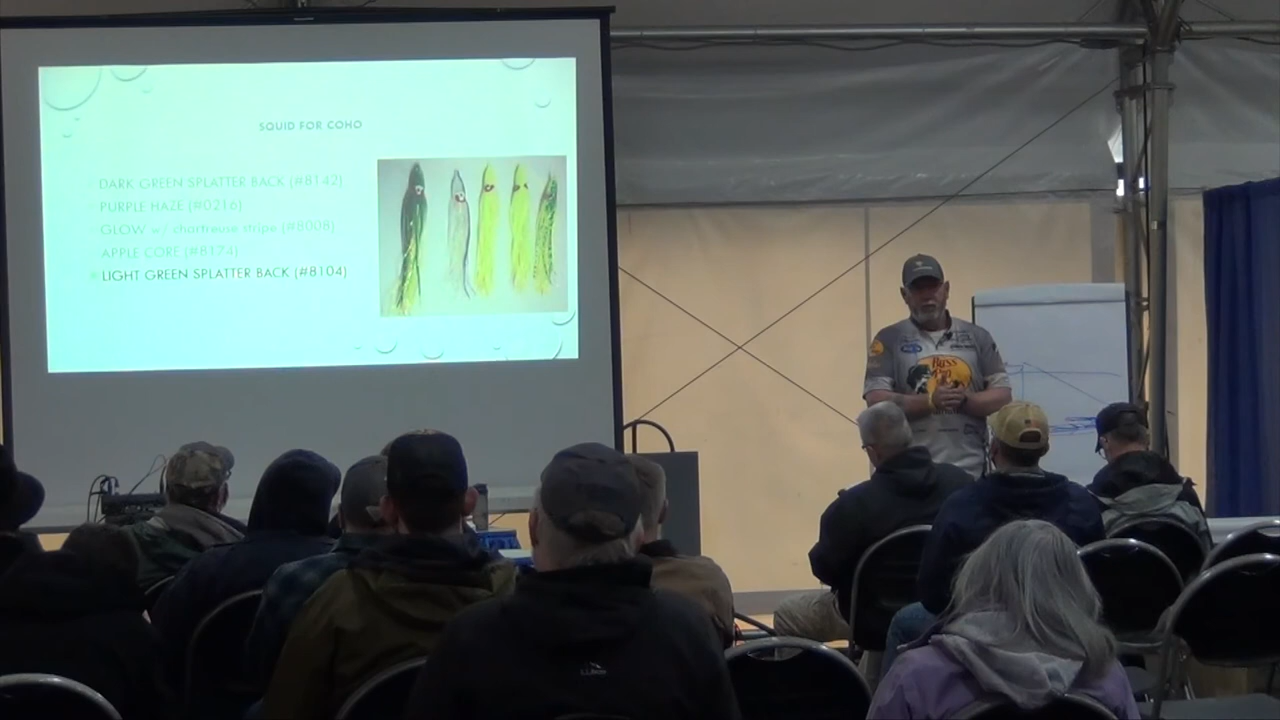 SQUID FOR COHO
DARK GREEN SPLATTER BACK (#8142)
PURPLE HAZE (#0216)
GLOW w/ chartreuse stripe (#8008)
APPLE CORE (#8174)
LIGHT GREEN SPLATTER BACK (#8104)
Bass
Pro